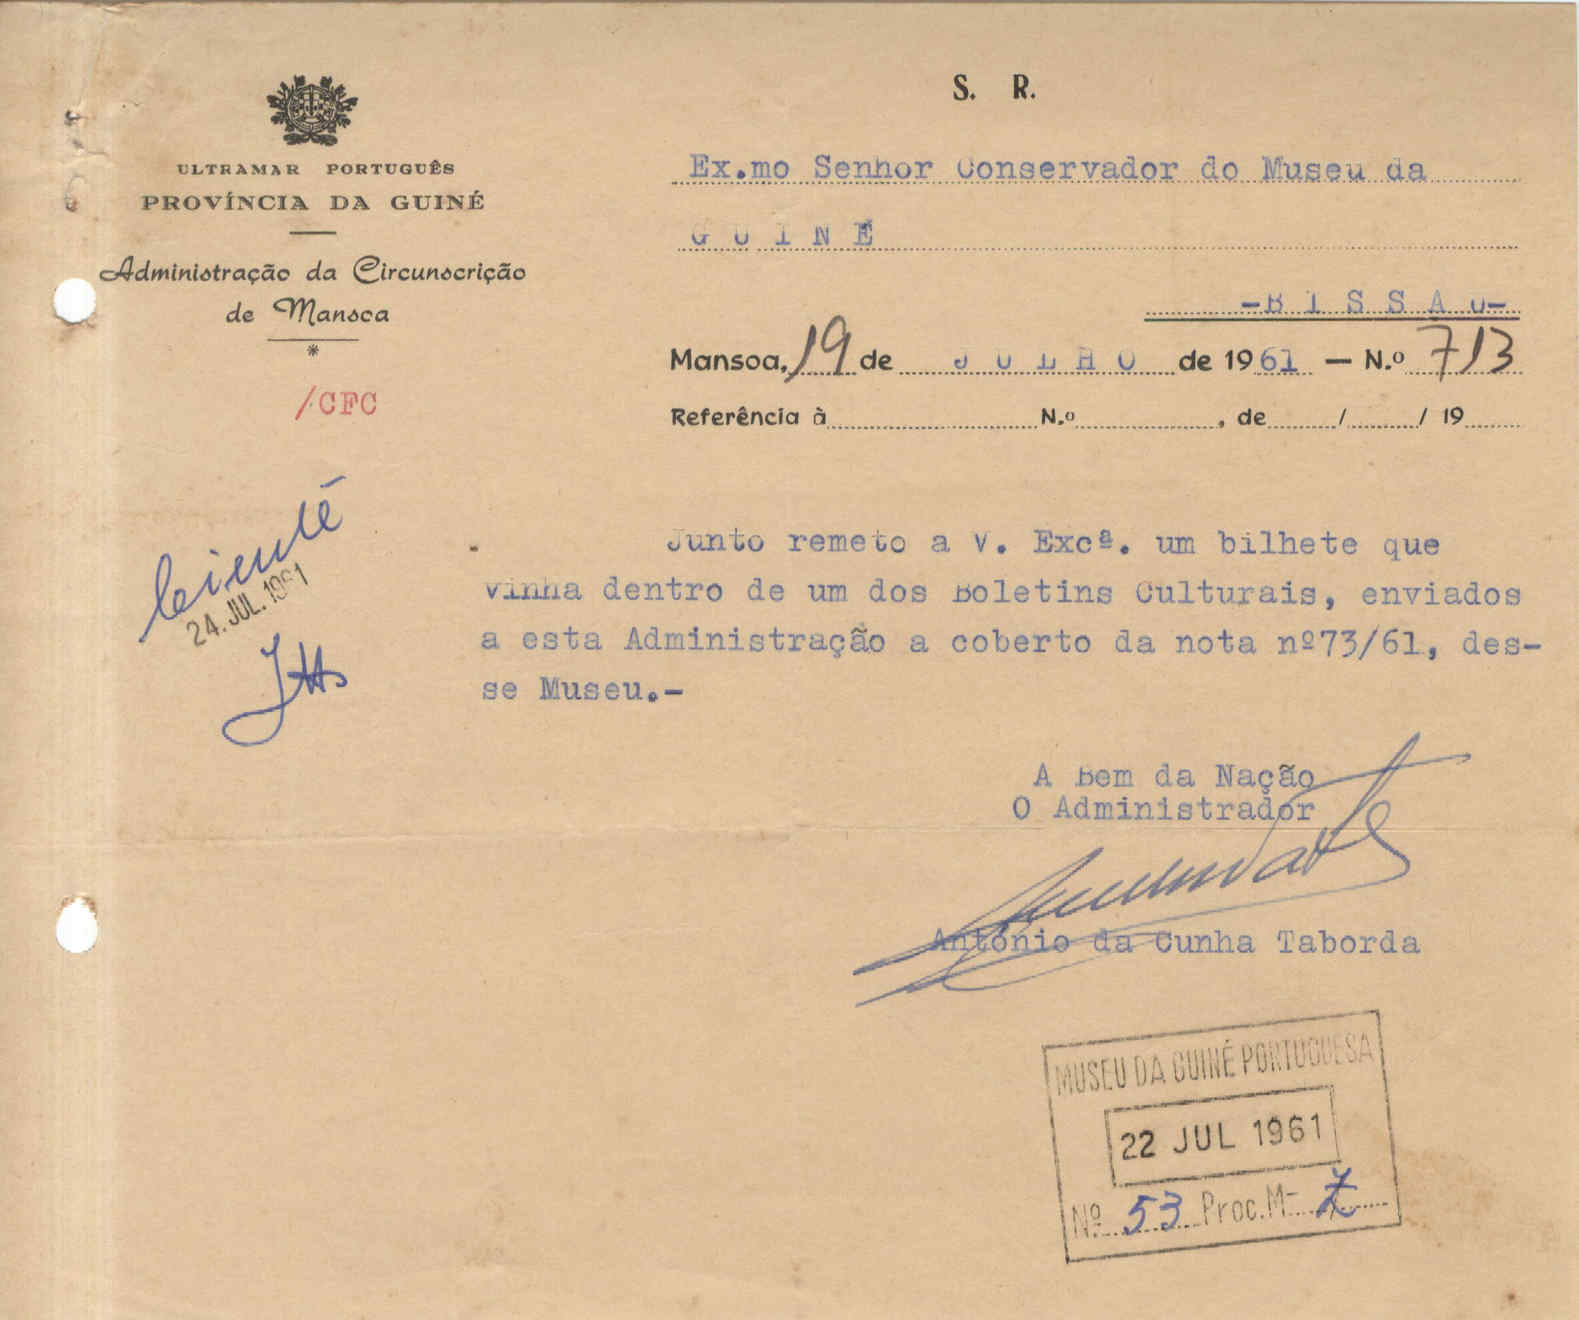 S. R.
ULTRAMAR PORTUGUÊS
PROVÍNCIA DA GUINÉ
Administração da Circunscrição
de Mansoa
*
/CFC
Ex.mo Senhor Conservador do Museu da
G U I N É
-B I S S A U-
Mansoa, 19 de J U L H O de 1961 — N.º 713
Referência à N.º , de / / 19
Junto remeto a V. Excª. um bilhete que
vinha dentro de um dos Boletins Culturais, enviados
a esta Administração a coberto da nota nº73/61, des-
se Museu.-
Ciente
24. JUL. 1961
A Bem da Nação
O Administrador
António da Cunha Taborda
MUSEU DA GUINÉ PORTUGUESA
22 JUL 1961
Nº 53 Proc. M-